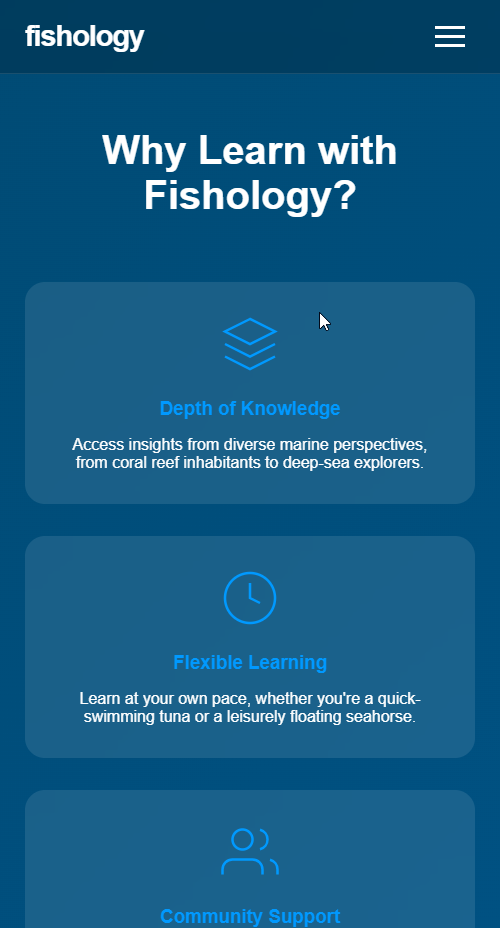 fishology
Why Learn with
Fishology?
Depth of Knowledge
Access insights from diverse marine perspectives,
from coral reef inhabitants to deep-sea explorers.
Flexible Learning
Learn at your own pace, whether you're a quick-
swimming tuna or a leisurely floating seahorse.
Community Support